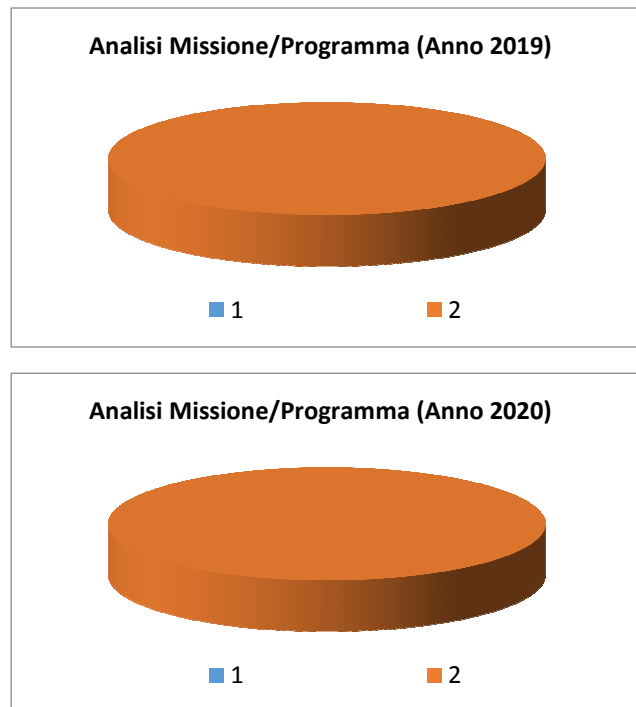 Analisi Missione/Programma (Anno 2019)
1 2
Analisi Missione/Programma (Anno 2020)
1 2